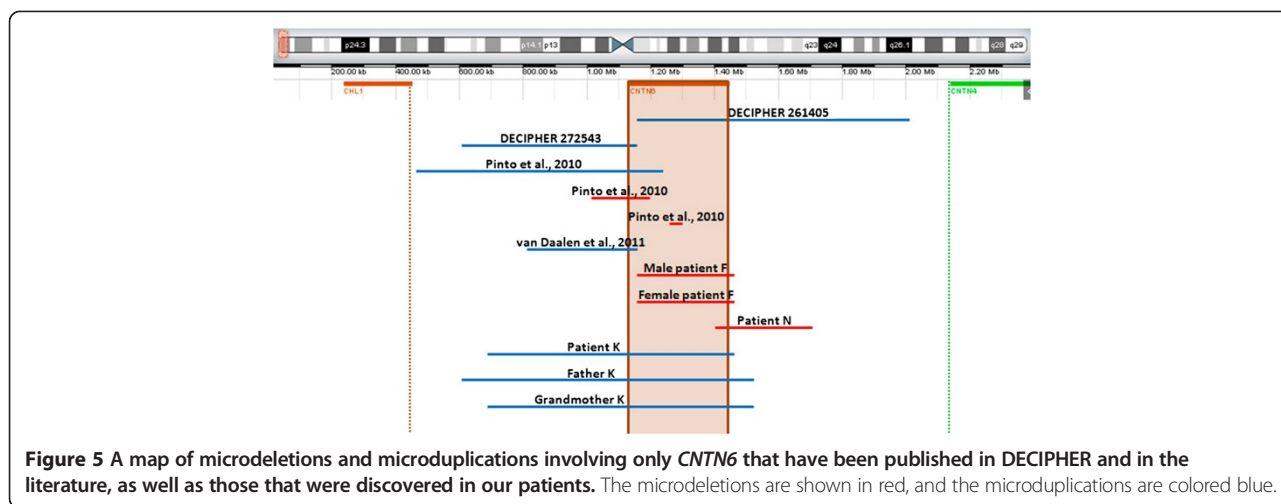 p24.3 p14.1 p13 q23 q24 q26.1 q28 q29
200.00 kb 400.00 kb 600.00 kb 800.00 kb 1.00 Mb 1.20 Mb 1.40 Mb 1.60 Mb 1.80 Mb 2.00 Mb 2.20 Mb
CHL1 CNTN6 CNTN4
DECIPHER 261405
DECIPHER 272543
Pinto et al., 2010
Pinto et al., 2010
Pinto et al., 2010
van Daalen et al., 2011
Male patient F
Female patient F
Patient N
Patient K
Father K
Grandmother K
Figure 5 A map of microdeletions and microduplications involving only CNTN6 that have been published in DECIPHER and in the
literature, as well as those that were discovered in our patients. The microdeletions are shown in red, and the microduplications are colored blue.